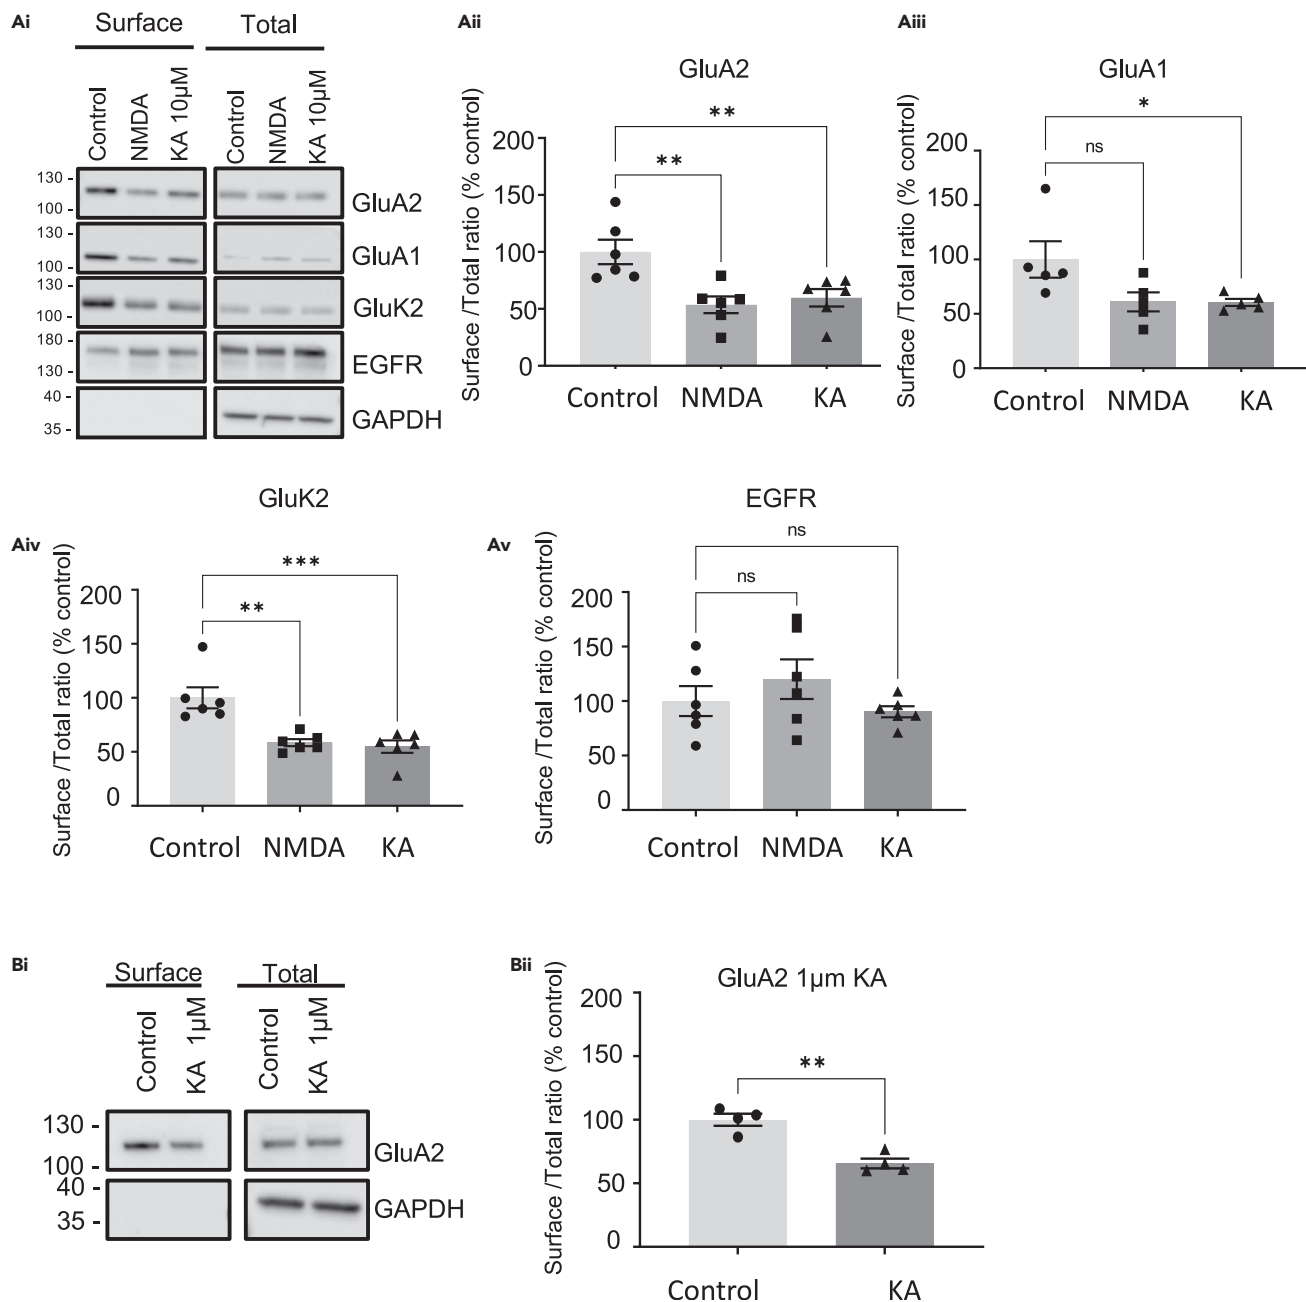 Ai
Surface Total
Control NMDA KA 10µM Control NMDA KA 10µM
130 -
100 -
GluA2
130 -
100 -
GluA1
130 -
100 -
GluK2
180 -
130 -
EGFR
40 -
35 -
GAPDH
Aii
GluA2
Surface /Total ratio (% control)
200
150
100
50
0
**
**
Control NMDA KA
Aiii
GluA1
Surface /Total ratio (% control)
200
150
100
50
0
*
ns
Control NMDA KA
Aiv
GluK2
Surface /Total ratio (% control)
200
150
100
50
0
***
**
Control NMDA KA
Av
EGFR
Surface /Total ratio (% control)
200
150
100
50
0
ns
ns
Control NMDA KA
Bi
Surface Total
Control KA 1µM Control KA 1µM
130 -
100 -
GluA2
40 -
35 -
GAPDH
Bii
GluA2 1µm KA
Surface /Total ratio (% control)
200
150
100
50
0
**
Control KA